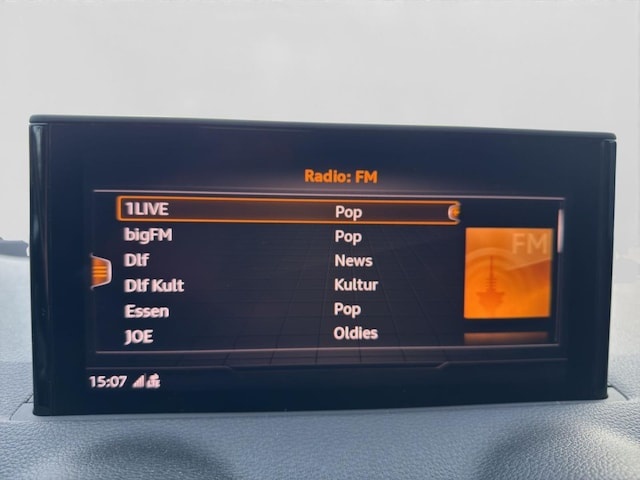 Radio: FM
1LIVE Pop
bigFM Pop
Dlf News
Dlf Kult Kultur
Essen Pop
JOE Oldies
FM
15:07